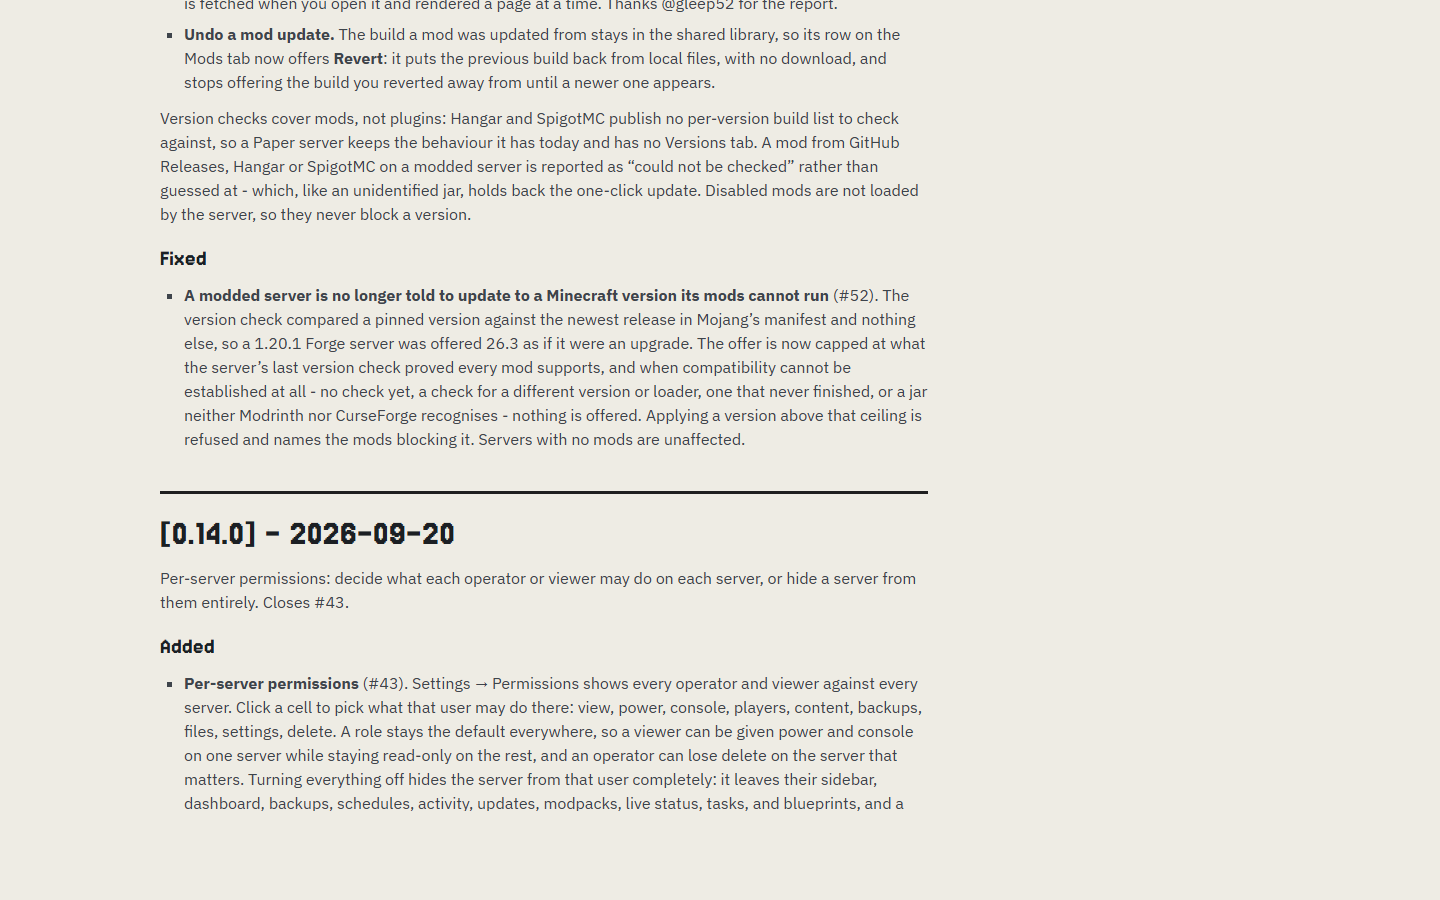 is fetched when you open it and rendered a page at a time. Thanks @gleep52 for the report.
▪ Undo a mod update. The build a mod was updated from stays in the shared library, so its row on the
Mods tab now offers Revert: it puts the previous build back from local files, with no download, and
stops offering the build you reverted away from until a newer one appears.
Version checks cover mods, not plugins: Hangar and SpigotMC publish no per-version build list to check
against, so a Paper server keeps the behaviour it has today and has no Versions tab. A mod from GitHub
Releases, Hangar or SpigotMC on a modded server is reported as “could not be checked” rather than
guessed at - which, like an unidentified jar, holds back the one-click update. Disabled mods are not loaded
by the server, so they never block a version.
Fixed
▪ A modded server is no longer told to update to a Minecraft version its mods cannot run (#52). The
version check compared a pinned version against the newest release in Mojang’s manifest and nothing
else, so a 1.20.1 Forge server was offered 26.3 as if it were an upgrade. The offer is now capped at what
the server’s last version check proved every mod supports, and when compatibility cannot be
established at all - no check yet, a check for a different version or loader, one that never finished, or a jar
neither Modrinth nor CurseForge recognises - nothing is offered. Applying a version above that ceiling is
refused and names the mods blocking it. Servers with no mods are unaffected.
[0.14.0] - 2026-09-20
Per-server permissions: decide what each operator or viewer may do on each server, or hide a server from
them entirely. Closes #43.
Added
▪ Per-server permissions (#43). Settings → Permissions shows every operator and viewer against every
server. Click a cell to pick what that user may do there: view, power, console, players, content, backups,
files, settings, delete. A role stays the default everywhere, so a viewer can be given power and console
on one server while staying read-only on the rest, and an operator can lose delete on the server that
matters. Turning everything off hides the server from that user completely: it leaves their sidebar,
dashboard, backups, schedules, activity, updates, modpacks, live status, tasks, and blueprints, and a